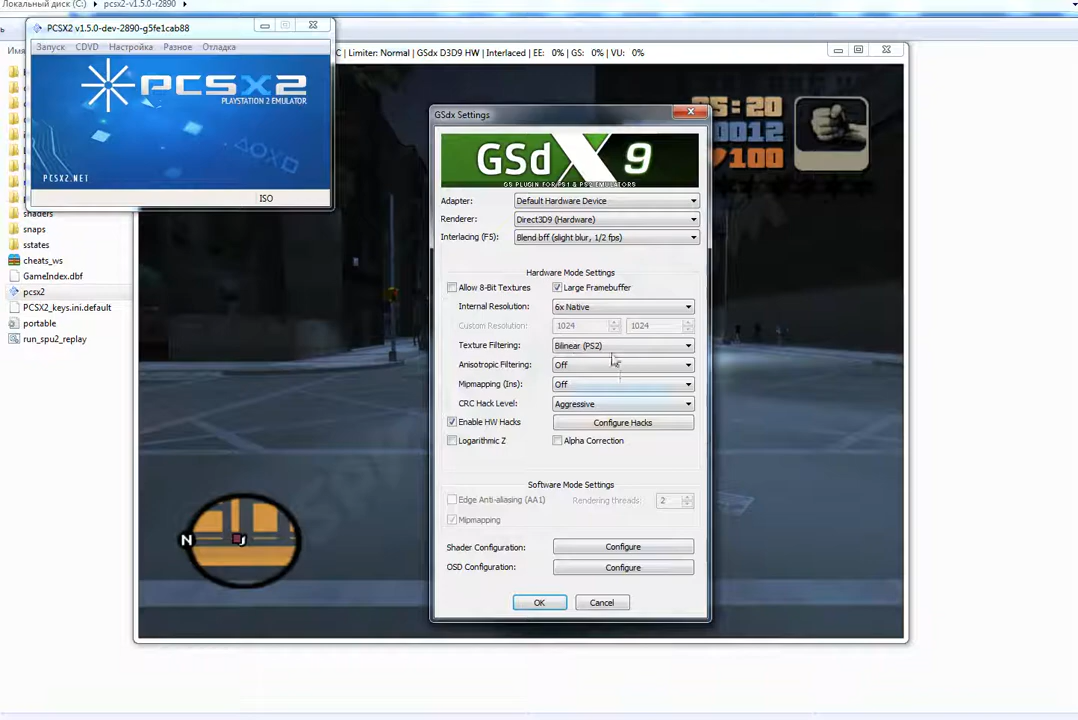 Локальный диск (C:) ▸ pcsx2-v1.5.0-r2890 ▸
PCSX2 v1.5.0-dev-2890-g5fe1cab88
Запуск CDVD Настройка Разное Отладка
PCSX2
PLAYSTATION 2 EMULATOR
PCSX2.NET
ISO
Limiter: Normal | GSdx D3D9 HW | Interlaced | EE: 0% | GS: 0% | VU: 0%
05:20
100
N
shaders
snaps
sstates
cheats_ws
GameIndex.dbf
pcsx2
PCSX2_keys.ini.default
portable
run_spu2_replay
GSdx Settings
GSdX 9
GS PLUGIN FOR PS1 & PS2 EMULATORS
Adapter: Default Hardware Device
Renderer: Direct3D9 (Hardware)
Interlacing (F5): Blend bff (slight blur, 1/2 fps)
Hardware Mode Settings
Allow 8-Bit Textures Large Framebuffer
Internal Resolution: 6x Native
Custom Resolution: 1024 1024
Texture Filtering: Bilinear (PS2)
Anisotropic Filtering: Off
Mipmapping (Ins): Off
CRC Hack Level: Aggressive
Enable HW Hacks Configure Hacks
Logarithmic Z Alpha Correction
Software Mode Settings
Edge Anti-aliasing (AA1) Rendering threads: 2
Mipmapping
Shader Configuration: Configure
OSD Configuration: Configure
OK Cancel